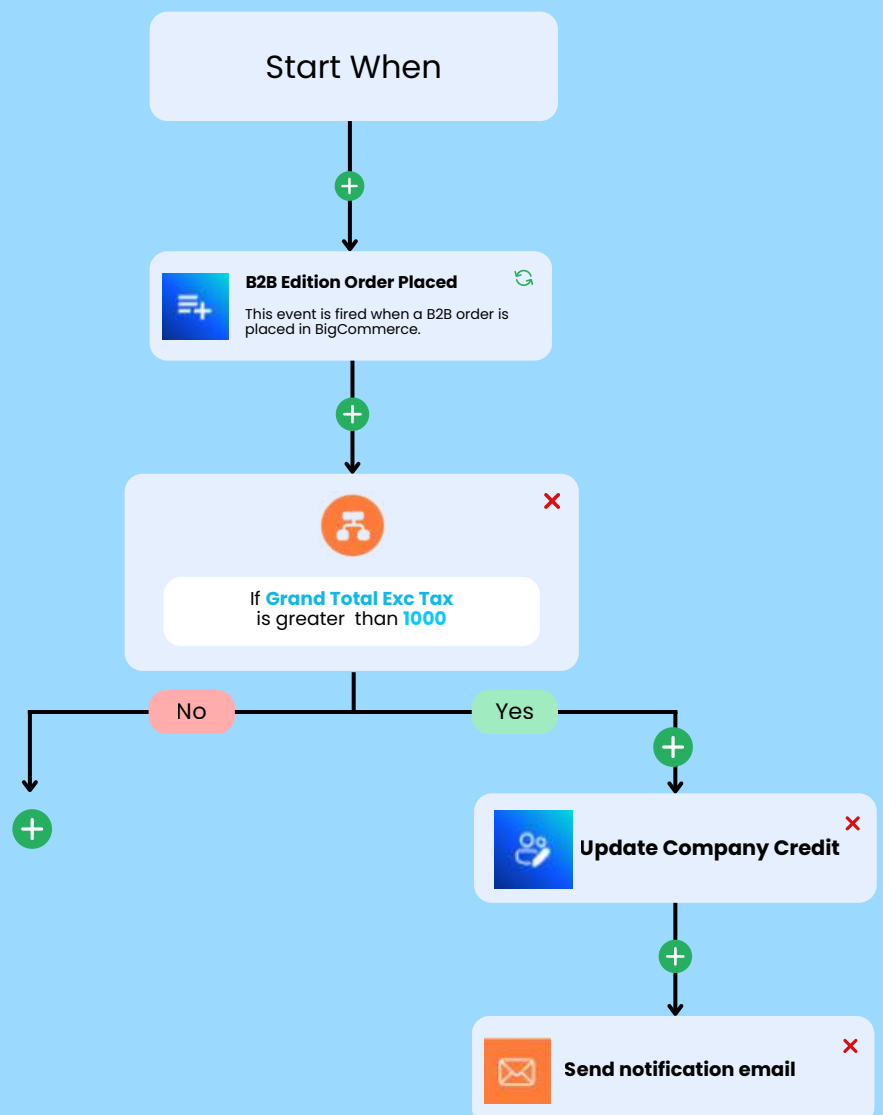 Start When
B2B Edition Order Placed
This event is fired when a B2B order is
placed in BigCommerce.
If Grand Total Exc Tax
is greater than 1000
No
Yes
Update Company Credit
Send notification email